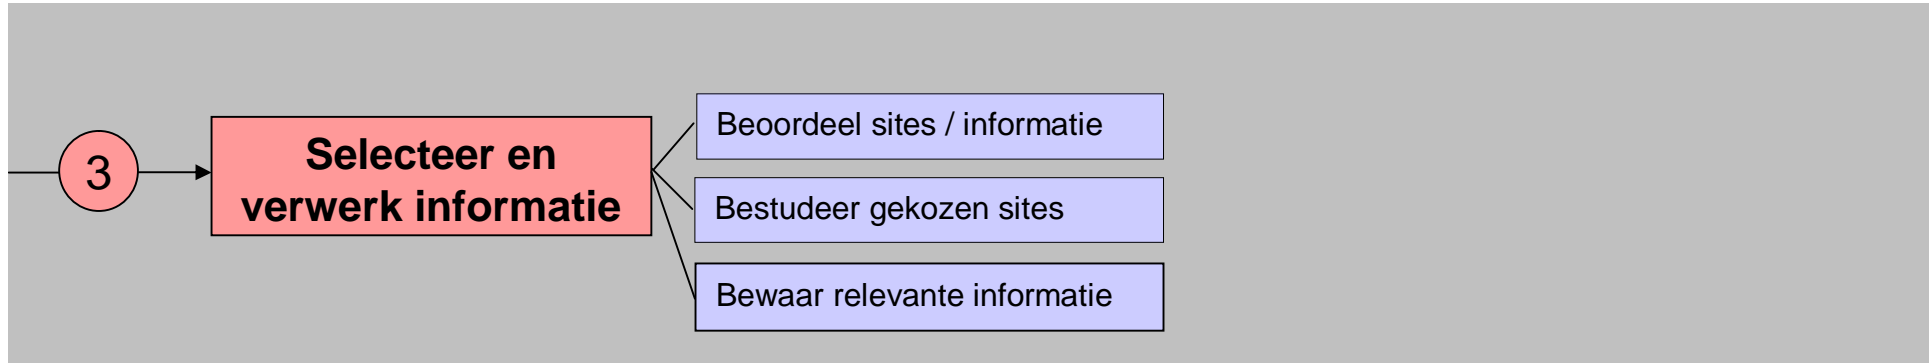 3
Selecteer en
verwerk informatie
Beoordeel sites / informatie
Bestudeer gekozen sites
Bewaar relevante informatie